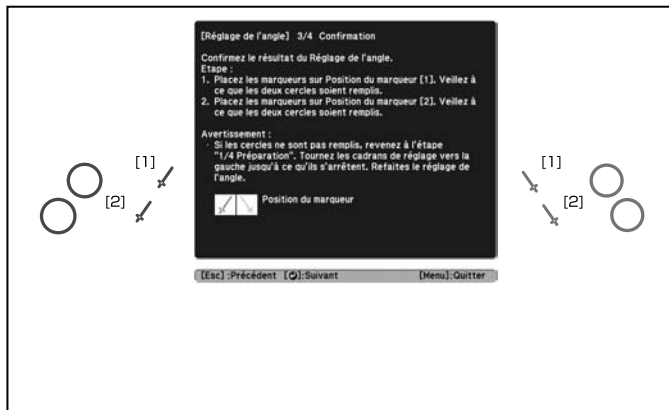 [Réglage de l'angle] 3/4 Confirmation
Confirmez le résultat du Réglage de l'angle.
Etape :
1. Placez les marqueurs sur Position du marqueur [1]. Veillez à
ce que les deux cercles soient remplis.
2. Placez les marqueurs sur Position du marqueur [2]. Veillez à
ce que les deux cercles soient remplis.
Avertissement :
· Si les cercles ne sont pas remplis, revenez à l'étape
"1/4 Préparation". Tournez les cadrans de réglage vers la
gauche jusqu'à ce qu'ils s'arrêtent. Refaites le réglage de
l'angle.
[1]
[2]
[1]
[2]
Position du marqueur
[Esc] :Précédent [ ]:Suivant [Menu]:Quitter